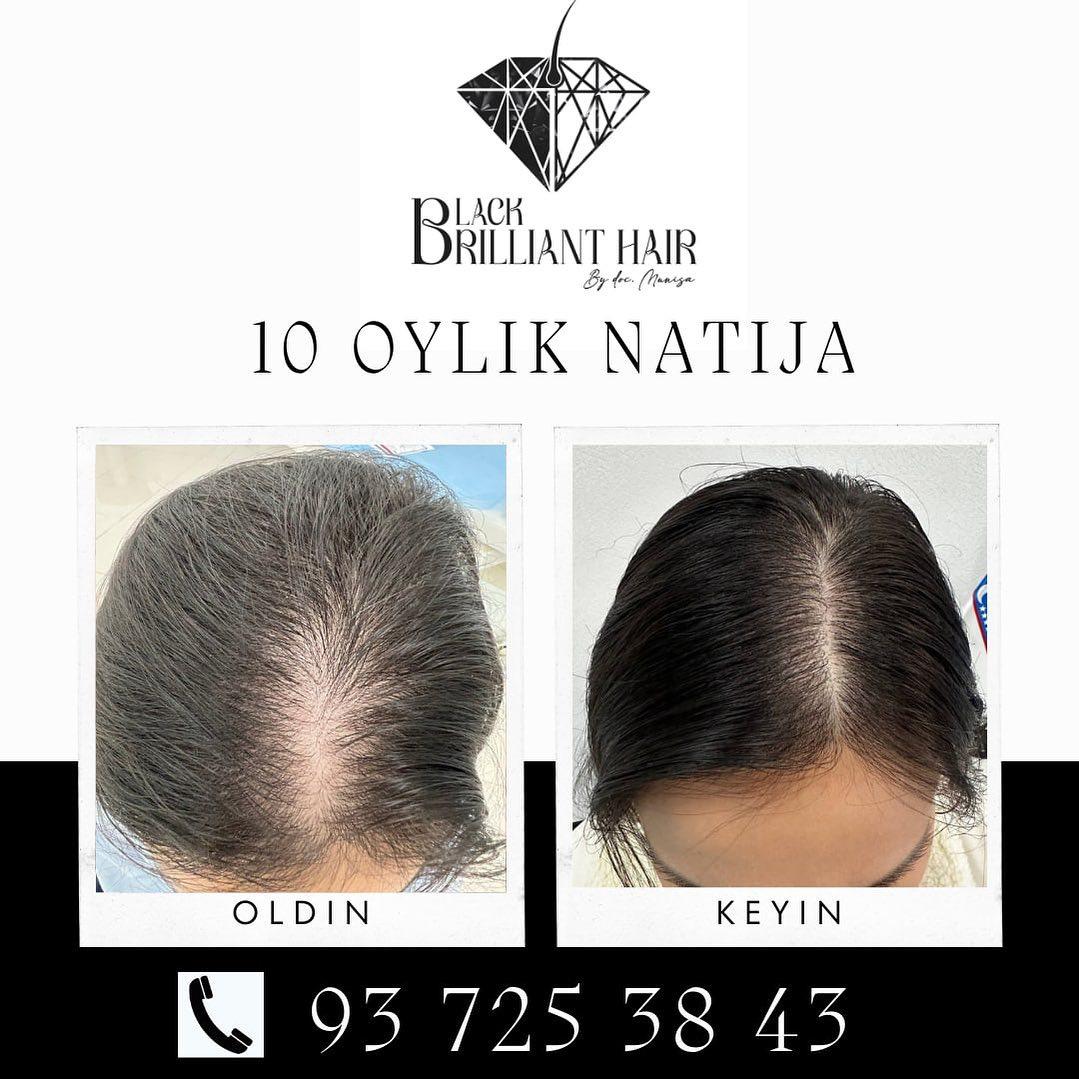 BLACK
BRILLIANT HAIR
By doc. Munisa
10 OYLIK NATIJA
OLDIN
KEYIN
93 725 38 43